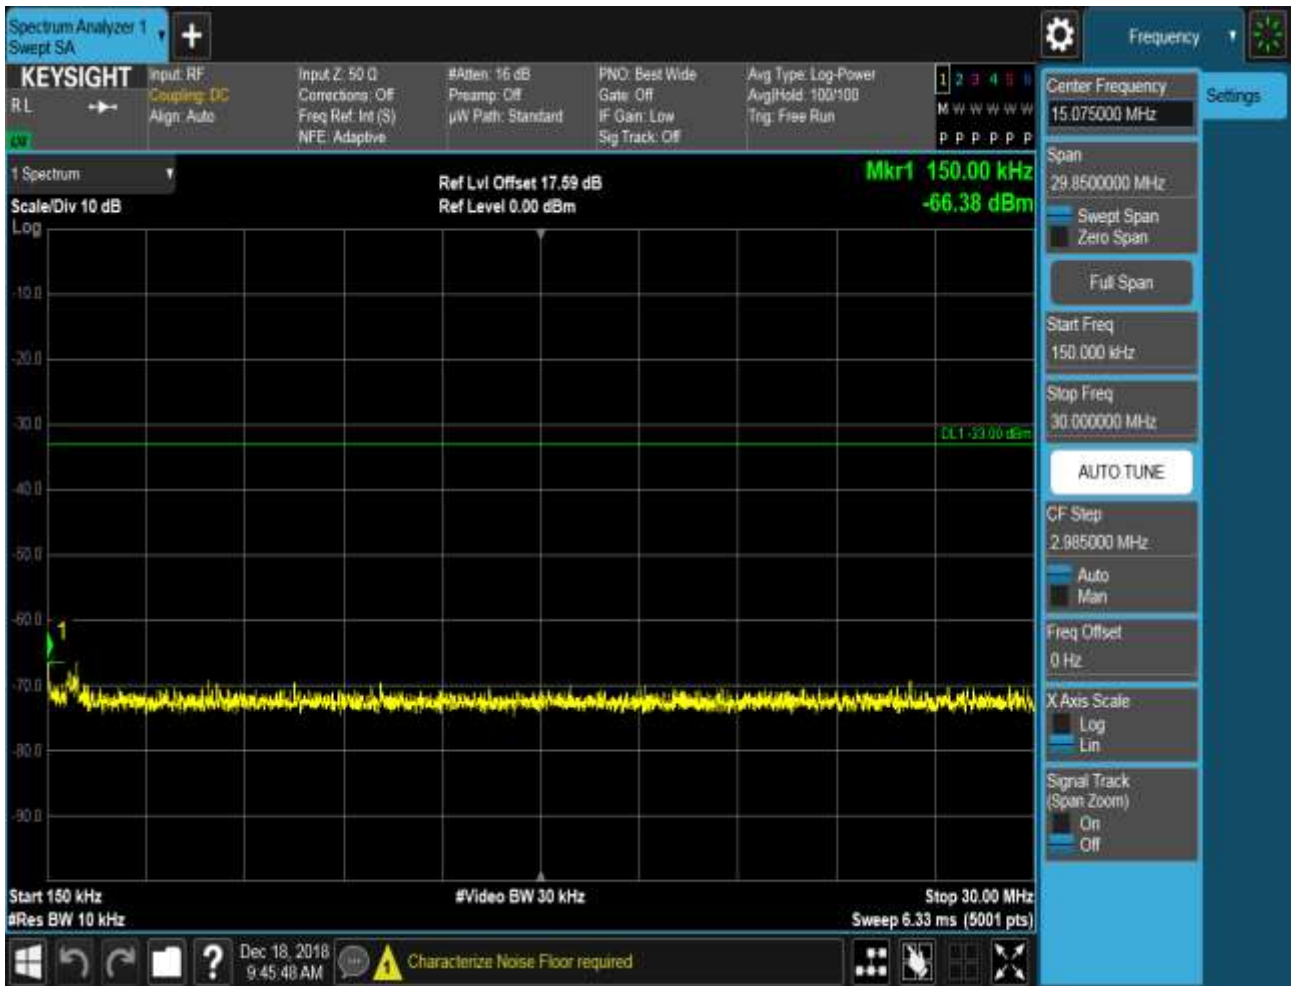 Spectrum Analyzer 1
Swept SA
Frequency
KEYSIGHT
Input: RF
Input Z: 50 Ω
#Atten: 16 dB
PNO: Best Wide
Avg Type: Log-Power
1 2 3 4 5 6
RL
Coupling: DC
Corrections: Off
Preamp: Off
Gate: Off
Avg|Hold: 100/100
M W W W W W
Align: Auto
Freq Ref: Int (S)
µW Path: Standard
IF Gain: Low
Trig: Free Run
NFE: Adaptive
Sig Track: Off
P P P P P P
1 Spectrum
Ref Lvl Offset 17.59 dB
Mkr1 150.00 kHz
Scale/Div 10 dB
Ref Level 0.00 dBm
-66.38 dBm
Log
-10.0
-20.0
-30.0
DL1 -33.00 dBm
-40.0
-50.0
-60.0
1
-70.0
-80.0
-90.0
Start 150 kHz
#Video BW 30 kHz
Stop 30.00 MHz
#Res BW 10 kHz
Sweep 6.33 ms (5001 pts)
Dec 18, 2018
9:45:48 AM
Characterize Noise Floor required
Center Frequency
15.075000 MHz
Settings
Span
29.8500000 MHz
Swept Span
Zero Span
Full Span
Start Freq
150.000 kHz
Stop Freq
30.000000 MHz
AUTO TUNE
CF Step
2.985000 MHz
Auto
Man
Freq Offset
0 Hz
X Axis Scale
Log
Lin
Signal Track
(Span Zoom)
On
Off